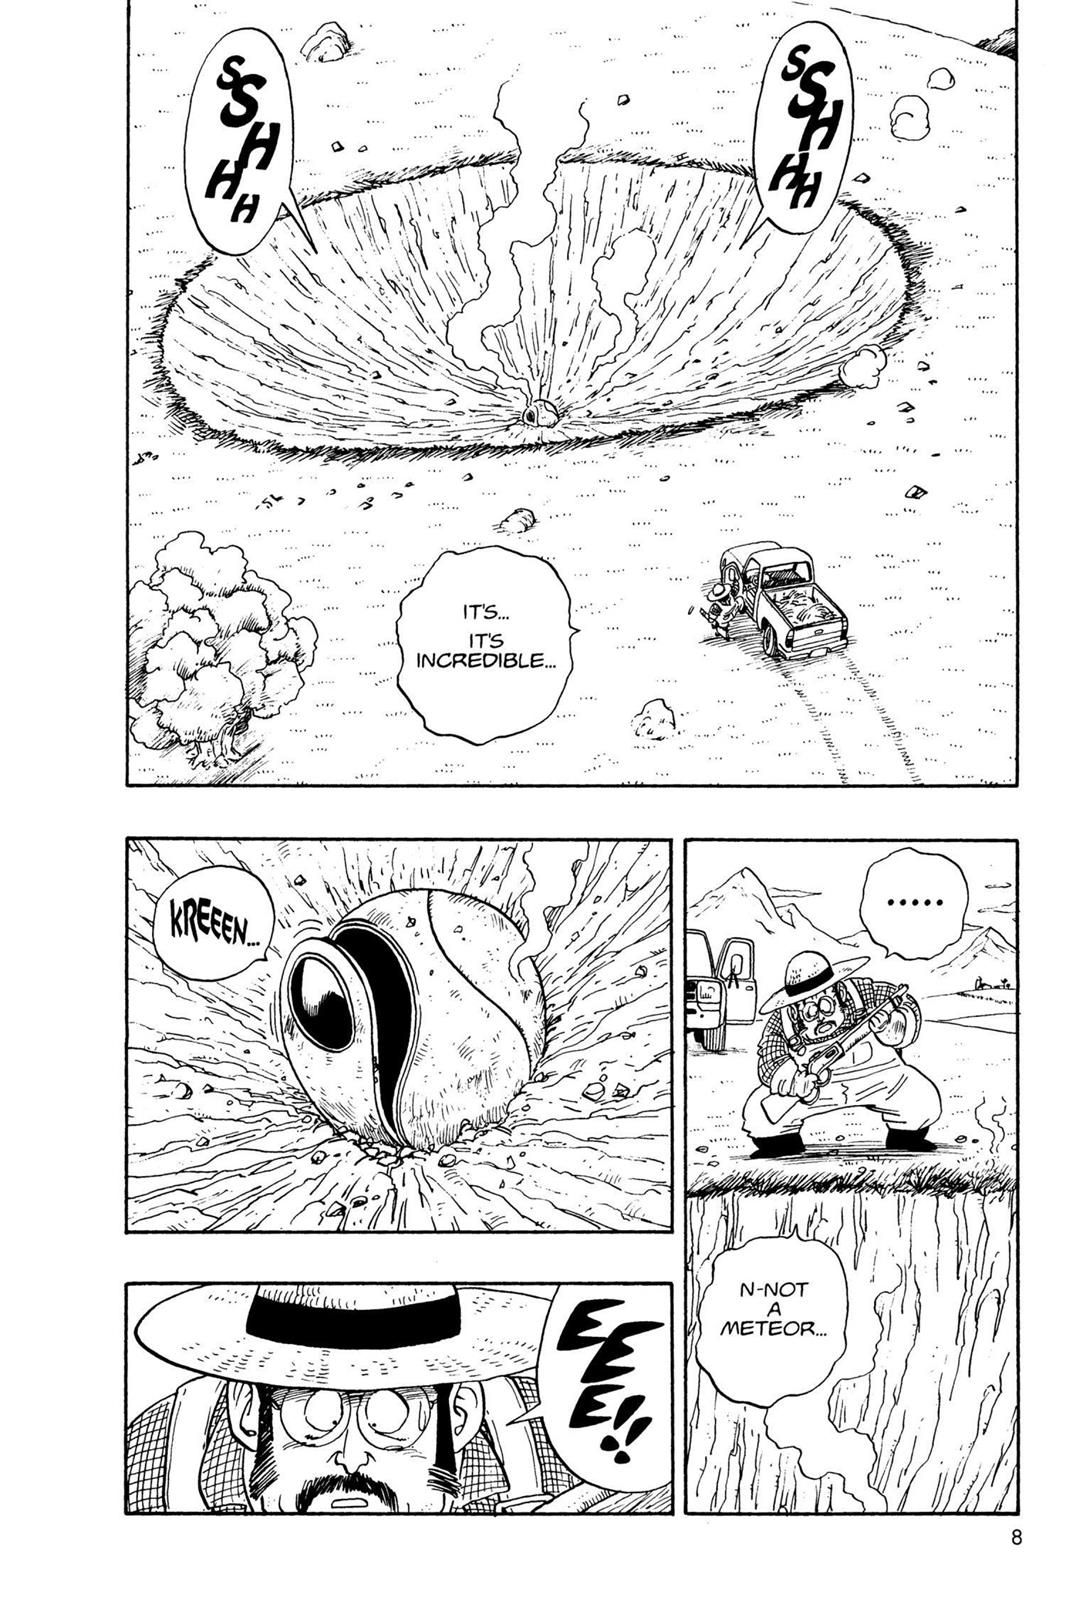 SSHHH
SSHHH
IT'S...
IT'S
INCREDIBLE...
.....
N-NOT
A
METEOR...
KREEEN...
EEE!!
8